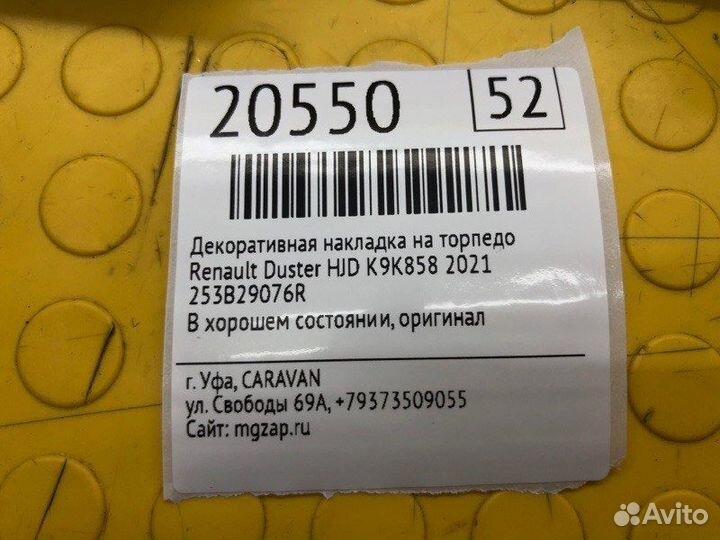 20550
52
Декоративная накладка на торпедо
Renault Duster HJD K9K858 2021
253B29076R
В хорошем состоянии, оригинал
г. Уфа, CARAVAN
ул. Свободы 69А, +79373509055
Сайт: mgzap.ru
Avito